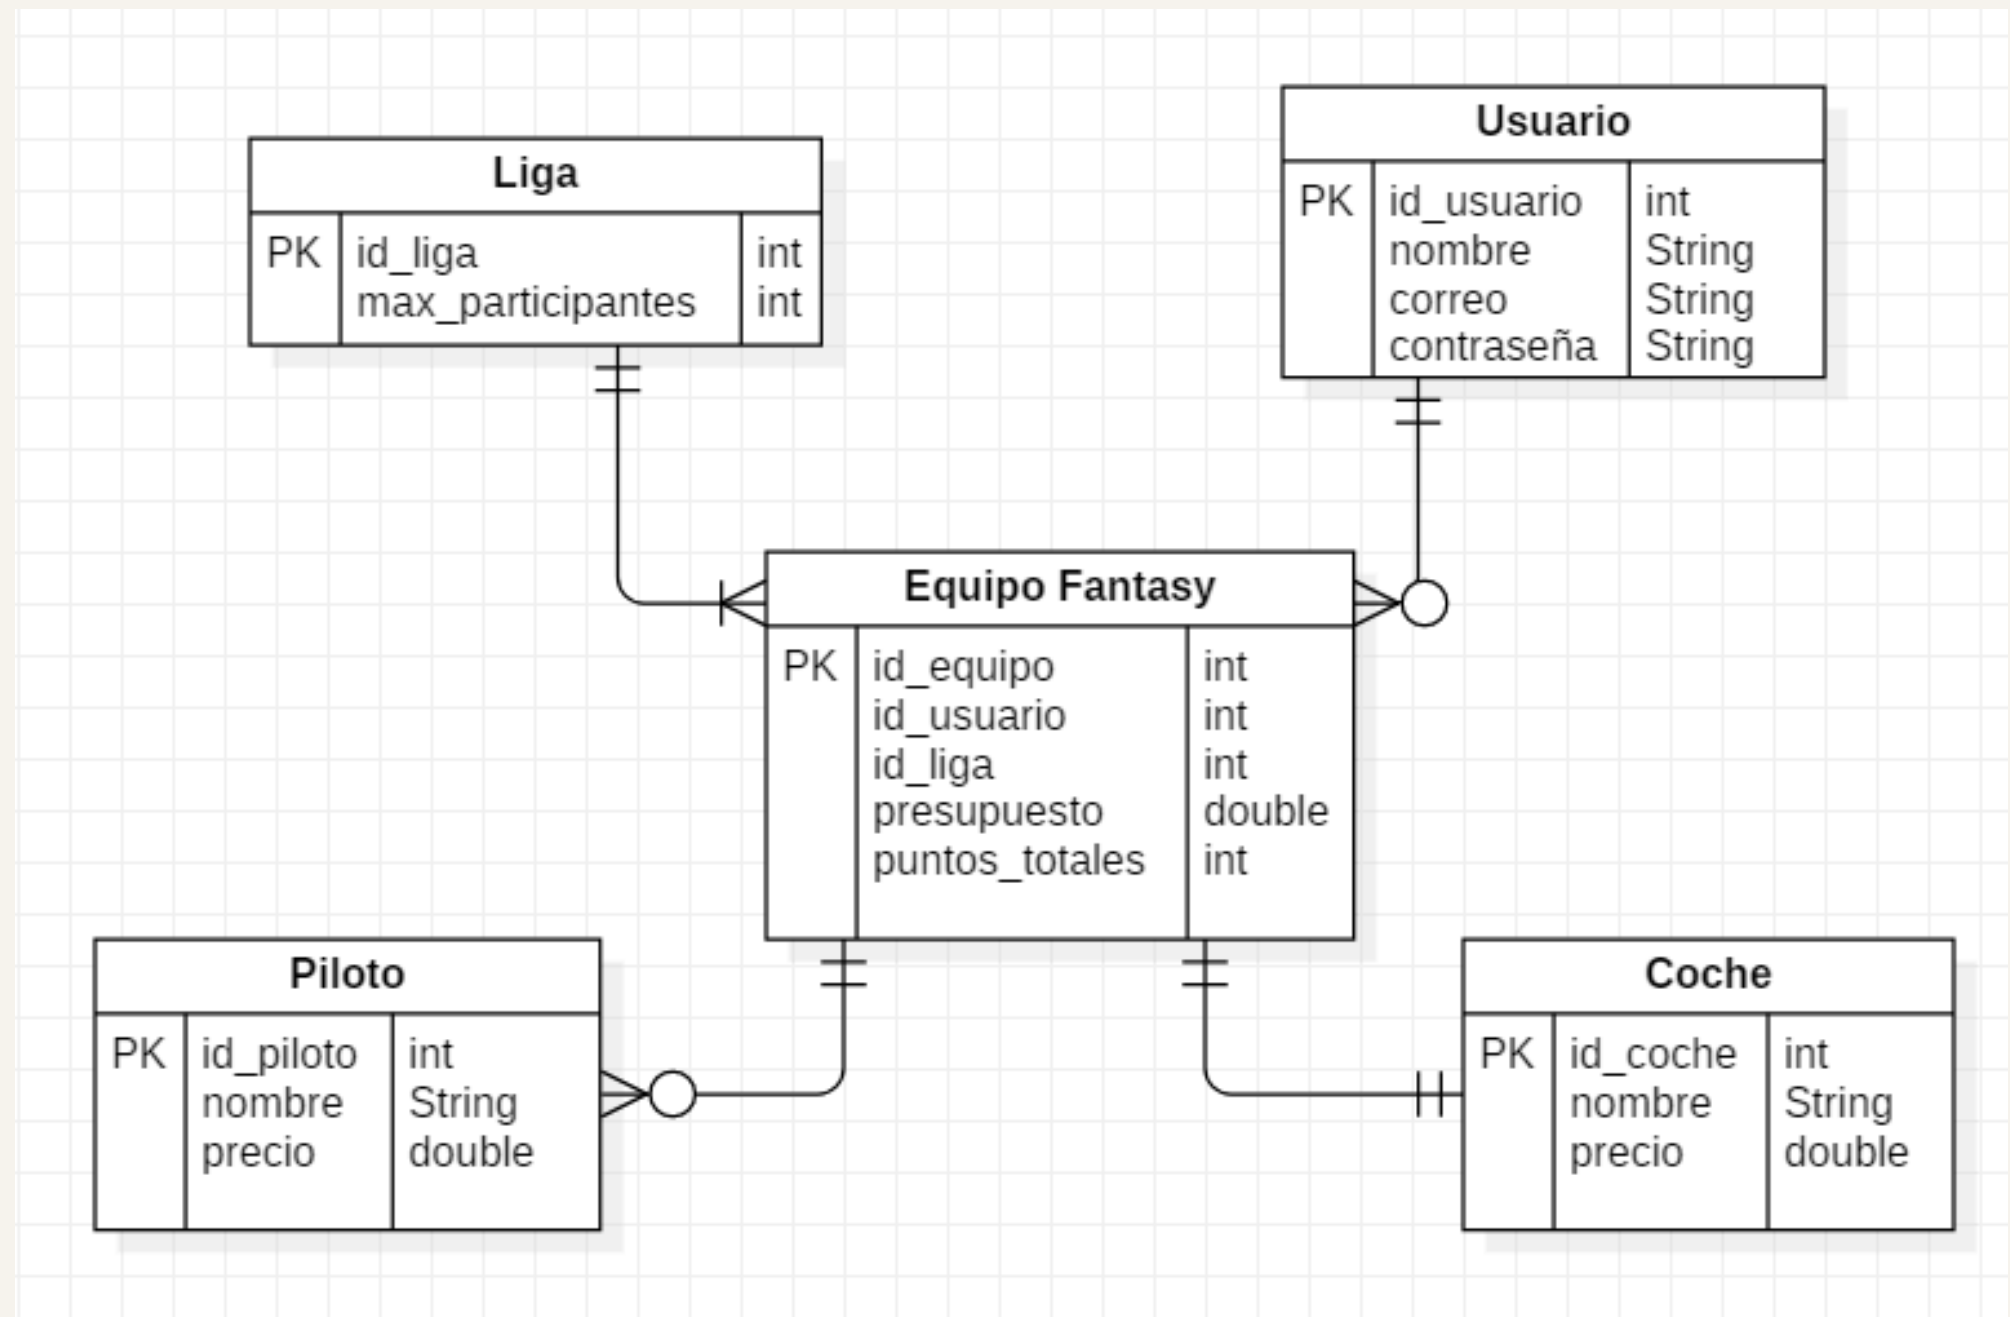 Liga
PK id_liga int
max_participantes int
Usuario
PK id_usuario int
nombre String
correo String
contraseña String
Equipo Fantasy
PK id_equipo int
id_usuario int
id_liga int
presupuesto double
puntos_totales int
Piloto
PK id_piloto int
nombre String
precio double
Coche
PK id_coche int
nombre String
precio double